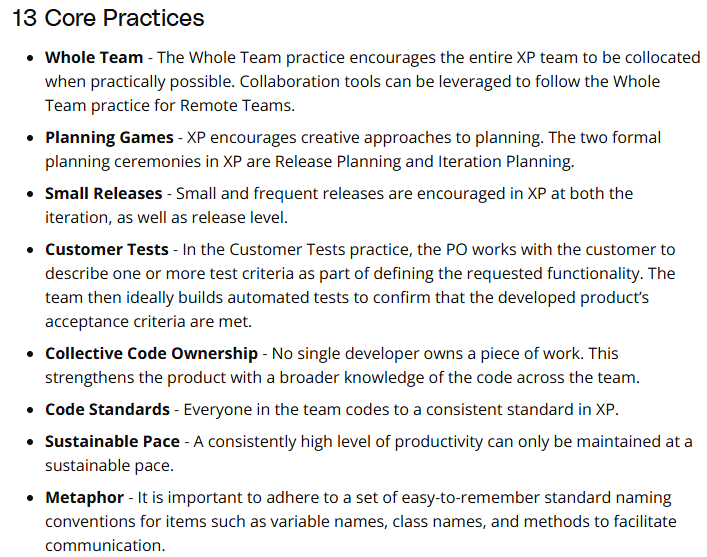 13 Core Practices
• Whole Team - The Whole Team practice encourages the entire XP team to be collocated
when practically possible. Collaboration tools can be leveraged to follow the Whole
Team practice for Remote Teams.
• Planning Games - XP encourages creative approaches to planning. The two formal
planning ceremonies in XP are Release Planning and Iteration Planning.
• Small Releases - Small and frequent releases are encouraged in XP at both the
iteration, as well as release level.
• Customer Tests - In the Customer Tests practice, the PO works with the customer to
describe one or more test criteria as part of defining the requested functionality. The
team then ideally builds automated tests to confirm that the developed product’s
acceptance criteria are met.
• Collective Code Ownership - No single developer owns a piece of work. This
strengthens the product with a broader knowledge of the code across the team.
• Code Standards - Everyone in the team codes to a consistent standard in XP.
• Sustainable Pace - A consistently high level of productivity can only be maintained at a
sustainable pace.
• Metaphor - It is important to adhere to a set of easy-to-remember standard naming
conventions for items such as variable names, class names, and methods to facilitate
communication.